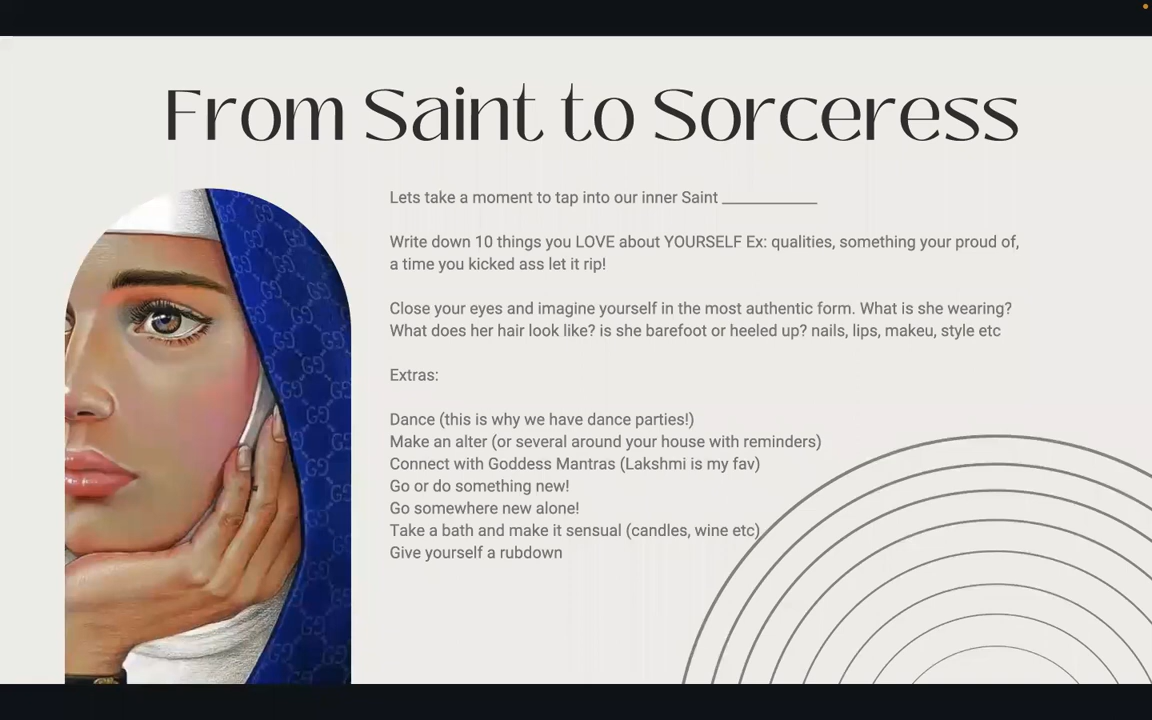 From Saint to Sorceress
Lets take a moment to tap into our inner Saint ___________
Write down 10 things you LOVE about YOURSELF Ex: qualities, something your proud of,
a time you kicked ass let it rip!
Close your eyes and imagine yourself in the most authentic form. What is she wearing?
What does her hair look like? is she barefoot or heeled up? nails, lips, makeu, style etc
Extras:
Dance (this is why we have dance parties!)
Make an alter (or several around your house with reminders)
Connect with Goddess Mantras (Lakshmi is my fav)
Go or do something new!
Go somewhere new alone!
Take a bath and make it sensual (candles, wine etc)
Give yourself a rubdown